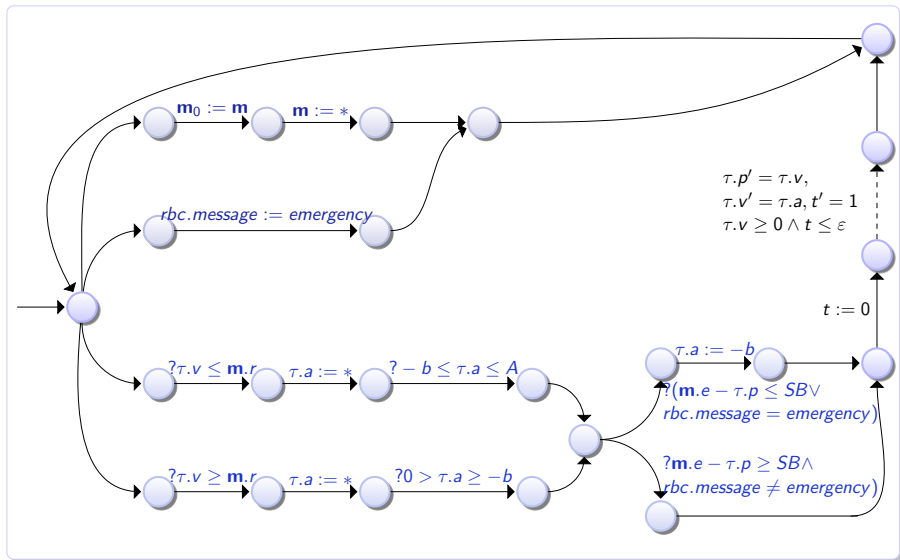 m₀ := m
m := *
τ.p′ = τ.v,
τ.v′ = τ.a, t′ = 1
τ.v ≥ 0 ∧ t ≤ ε
rbc.message := emergency
t := 0
τ.a := −b
?τ.v ≤ m.r
τ.a := *
? − b ≤ τ.a ≤ A
?(m.e − τ.p ≤ SB∨
rbc.message = emergency)
?m.e − τ.p ≥ SB∧
rbc.message ≠ emergency)
?τ.v ≥ m.r
τ.a := *
?0 > τ.a ≥ −b